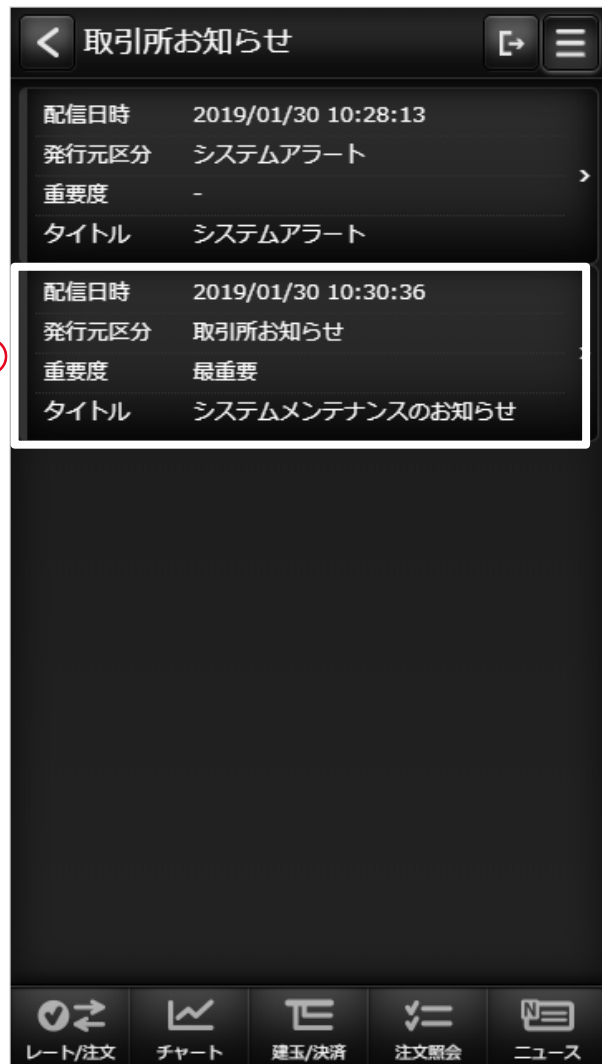 取引所お知らせ
配信日時 2019/01/30 10:28:13
発行元区分 システムアラート
重要度 -
タイトル システムアラート
配信日時 2019/01/30 10:30:36
発行元区分 取引所お知らせ
重要度 最重要
タイトル システムメンテナンスのお知らせ
レート/注文 チャート 建玉/決済 注文照会 ニュース